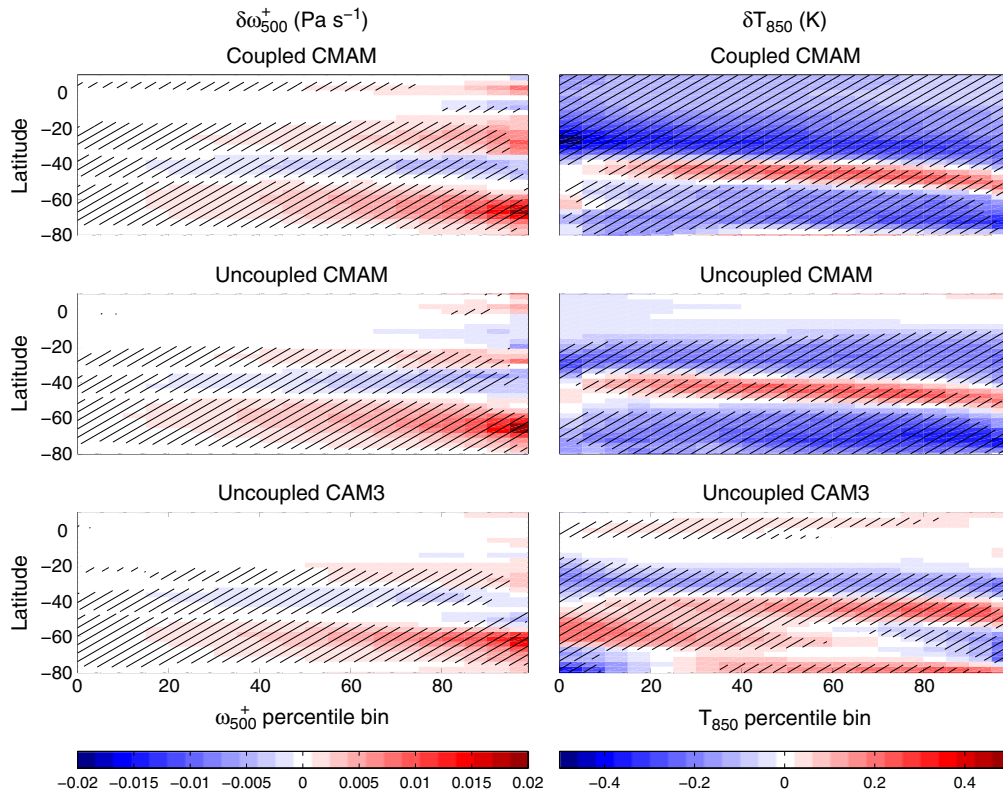 δω⁺₅₀₀ (Pa s⁻¹)
δT₈₅₀ (K)
Coupled CMAM
Coupled CMAM
Latitude
0
−20
−40
−60
−80
Uncoupled CMAM
Uncoupled CMAM
Latitude
0
−20
−40
−60
−80
Uncoupled CAM3
Uncoupled CAM3
Latitude
0
−20
−40
−60
−80
0 20 40 60 80
0 20 40 60 80
ω⁺₅₀₀ percentile bin
T₈₅₀ percentile bin
−0.02 −0.015 −0.01 −0.005 0 0.005 0.01 0.015 0.02
−0.4 −0.2 0 0.2 0.4